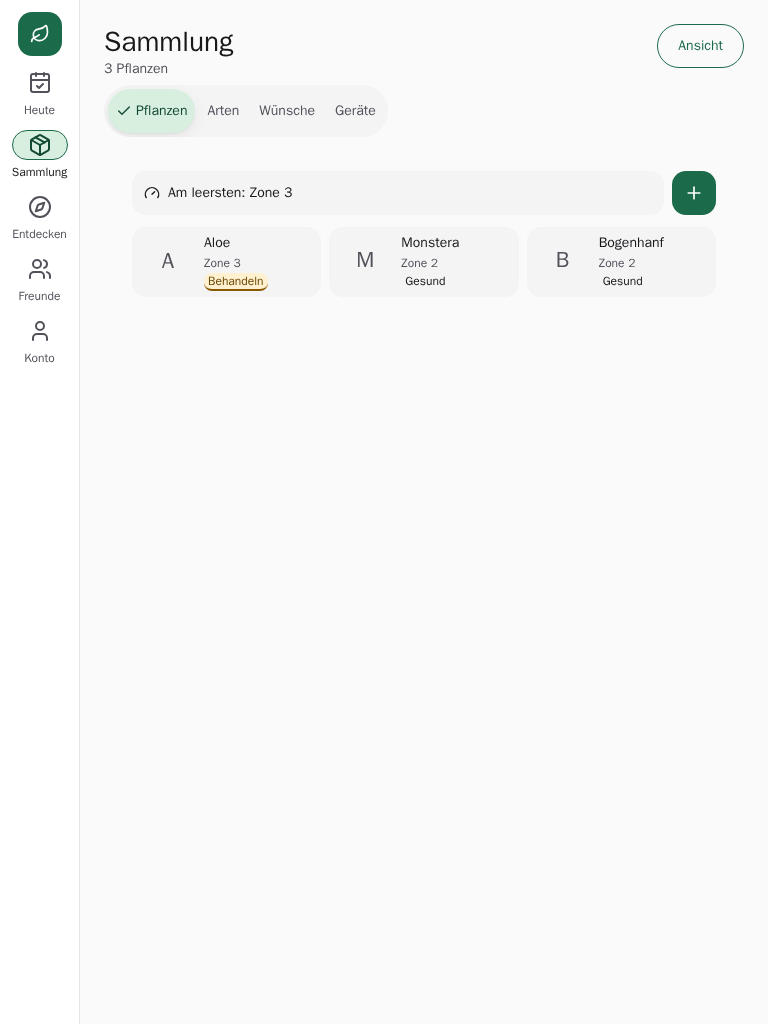 Sammlung
3 Pflanzen
Ansicht
Pflanzen Arten Wünsche Geräte
Heute
Sammlung
Entdecken
Freunde
Konto
Am leersten: Zone 3
A
Aloe
Zone 3
Behandeln
M
Monstera
Zone 2
Gesund
B
Bogenhanf
Zone 2
Gesund